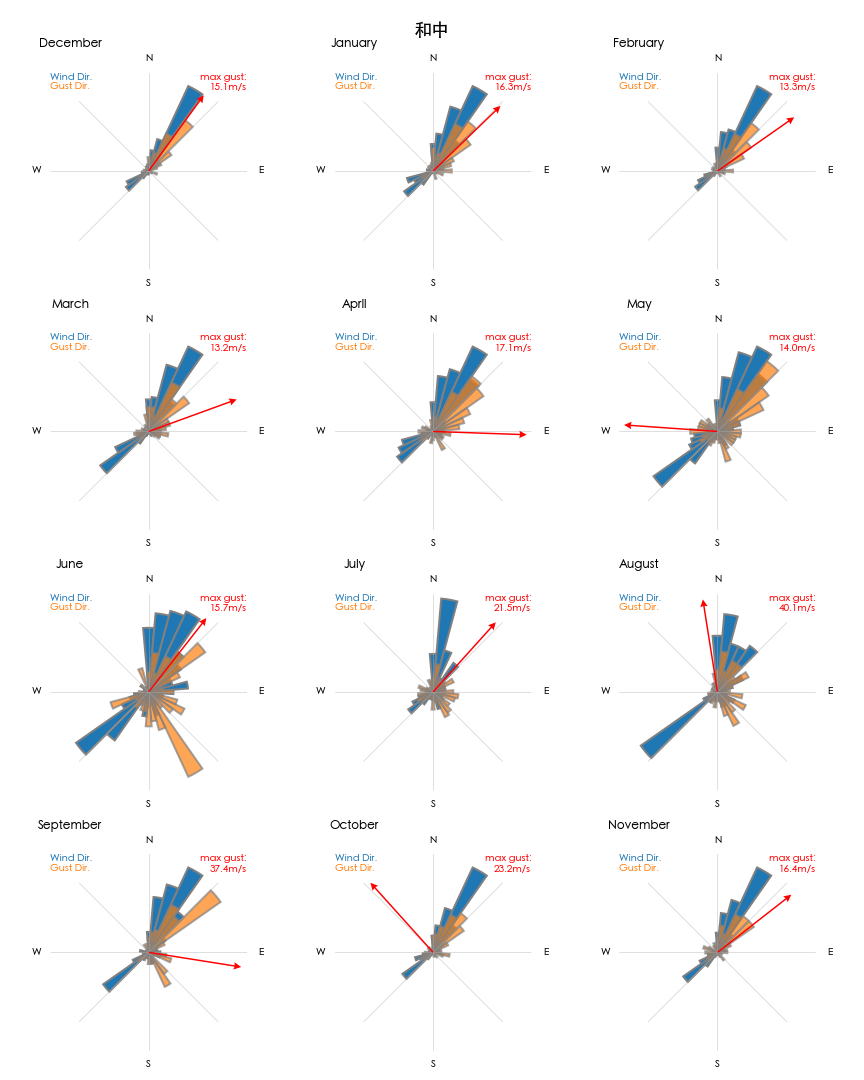 和中
December
January
February
N
N
N
Wind Dir.
Gust Dir.
max gust:
15.1m/s
Wind Dir.
Gust Dir.
max gust:
16.3m/s
Wind Dir.
Gust Dir.
max gust:
13.3m/s
W
E
W
E
W
E
S
S
S
March
April
May
N
N
N
Wind Dir.
Gust Dir.
max gust:
13.2m/s
Wind Dir.
Gust Dir.
max gust:
17.1m/s
Wind Dir.
Gust Dir.
max gust:
14.0m/s
W
E
W
E
W
E
S
S
S
June
July
August
N
N
N
Wind Dir.
Gust Dir.
max gust:
15.7m/s
Wind Dir.
Gust Dir.
max gust:
21.5m/s
Wind Dir.
Gust Dir.
max gust:
40.1m/s
W
E
W
E
W
E
S
S
S
September
October
November
N
N
N
Wind Dir.
Gust Dir.
max gust:
37.4m/s
Wind Dir.
Gust Dir.
max gust:
23.2m/s
Wind Dir.
Gust Dir.
max gust:
16.4m/s
W
E
W
E
W
E
S
S
S